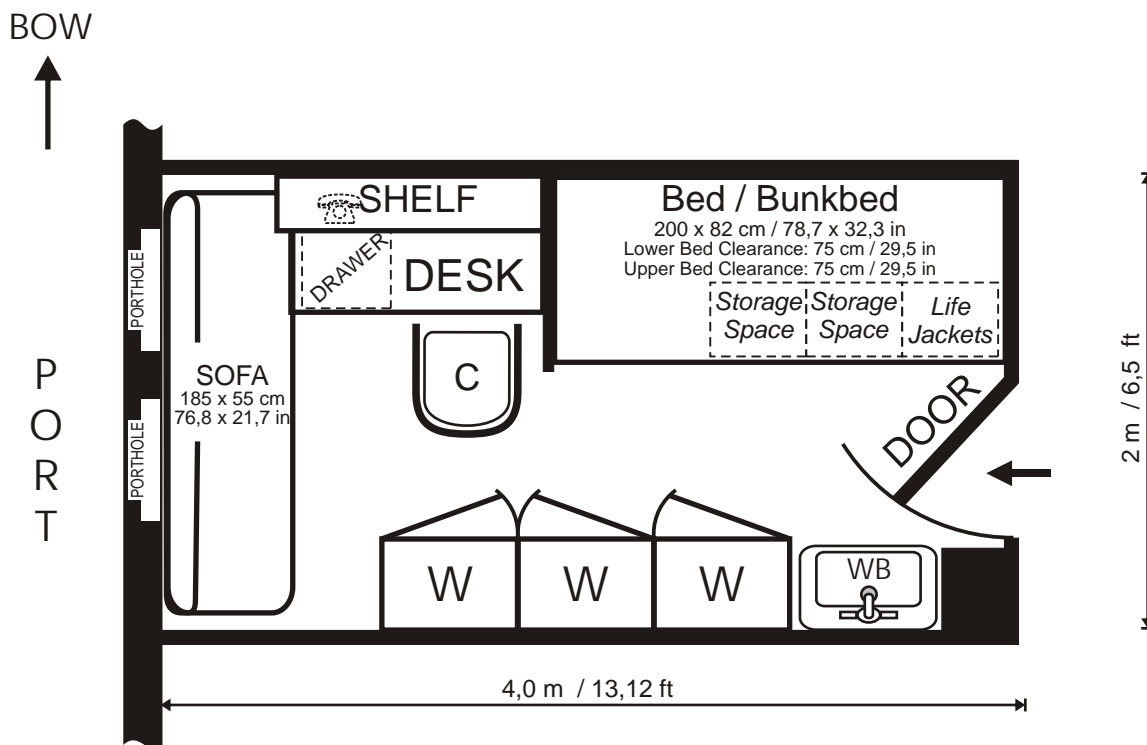 BOW
SHELF
DRAWER
DESK
Bed / Bunkbed
200 x 82 cm / 78,7 x 32,3 in
Lower Bed Clearance: 75 cm / 29,5 in
Upper Bed Clearance: 75 cm / 29,5 in
Storage
Space
Storage
Space
Life
Jackets
PORTHOLE
PORTHOLE
P
O
R
T
SOFA
185 x 55 cm
76,8 x 21,7 in
C
DOOR
2 m / 6,5 ft
W
W
W
WB
4,0 m / 13,12 ft